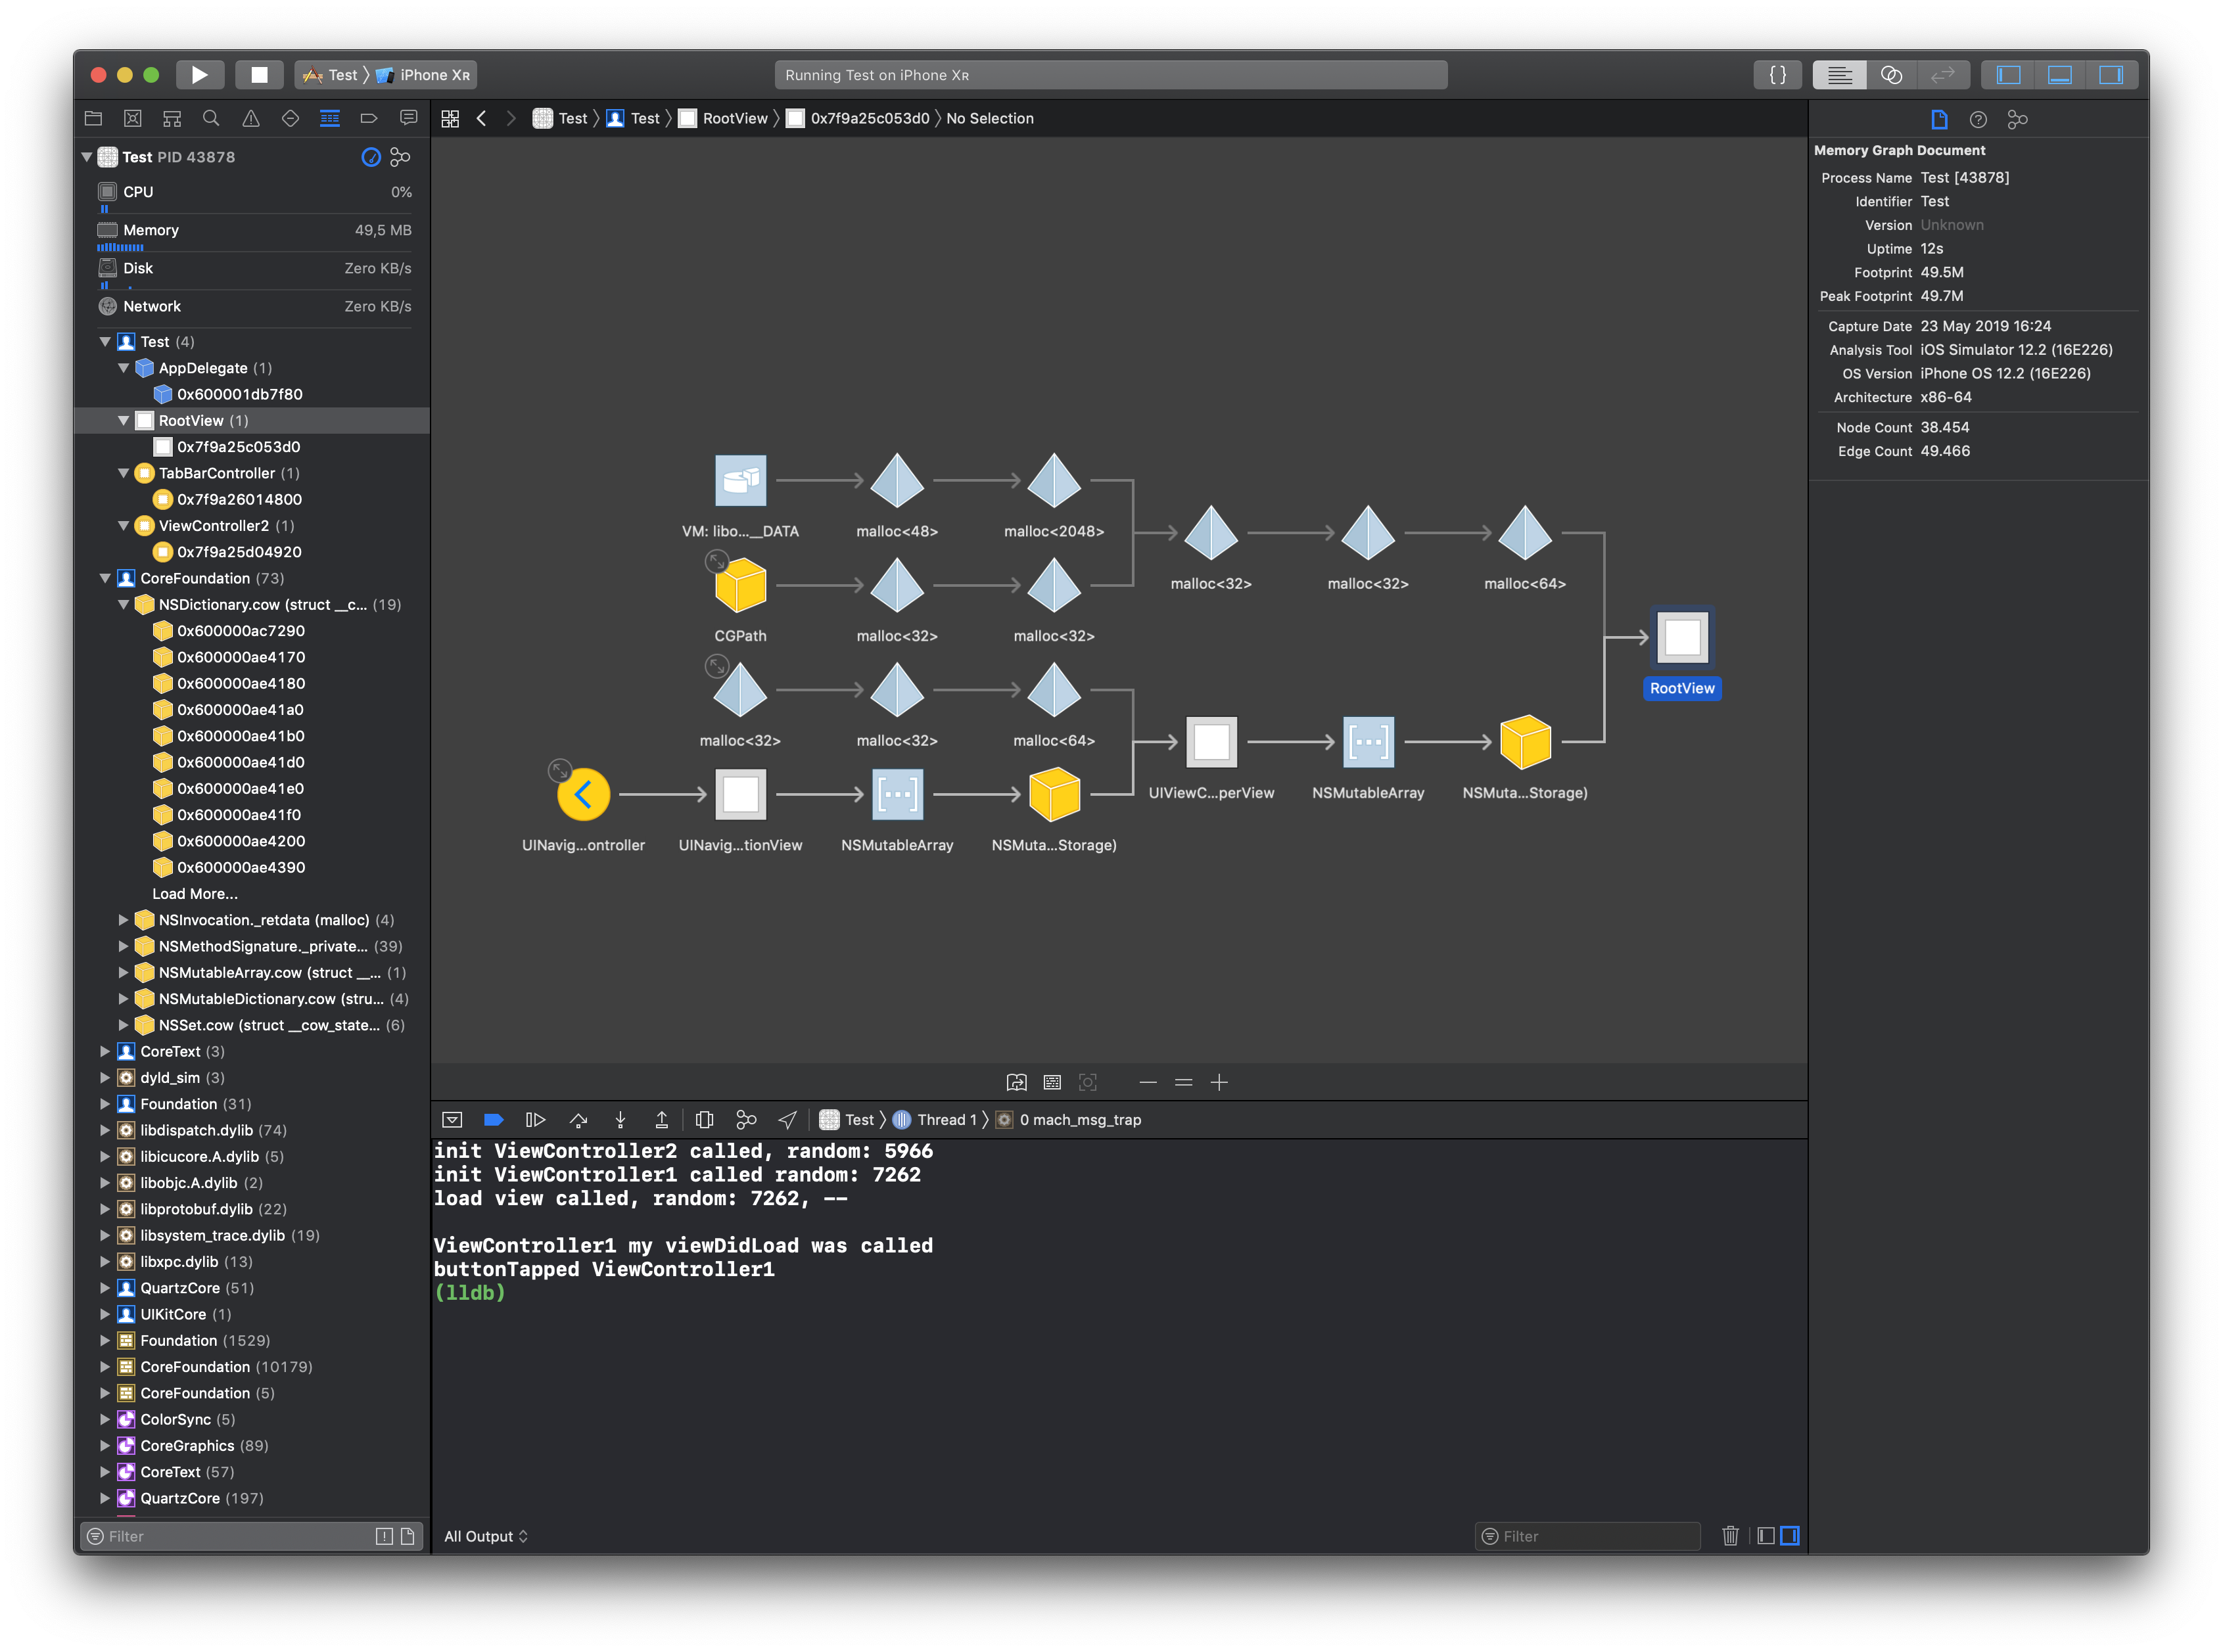 Test 〉 iPhone Xʀ
Running Test on iPhone Xʀ
{ }
Test PID 43878
CPU 0%
Memory 49,5 MB
Disk Zero KB/s
Network Zero KB/s
Test (4)
AppDelegate (1)
0x600001db7f80
RootView (1)
0x7f9a25c053d0
TabBarController (1)
0x7f9a26014800
ViewController2 (1)
0x7f9a25d04920
CoreFoundation (73)
NSDictionary.cow (struct __c... (19)
0x600000ac7290
0x600000ae4170
0x600000ae4180
0x600000ae41a0
0x600000ae41b0
0x600000ae41d0
0x600000ae41e0
0x600000ae41f0
0x600000ae4200
0x600000ae4390
Load More...
NSInvocation._retdata (malloc) (4)
NSMethodSignature._private... (39)
NSMutableArray.cow (struct __... (1)
NSMutableDictionary.cow (stru... (4)
NSSet.cow (struct __cow_state... (6)
CoreText (3)
dyld_sim (3)
Foundation (31)
libdispatch.dylib (74)
libicucore.A.dylib (5)
libobjc.A.dylib (2)
libprotobuf.dylib (22)
libsystem_trace.dylib (19)
libxpc.dylib (13)
QuartzCore (51)
UIKitCore (1)
Foundation (1529)
CoreFoundation (10179)
CoreFoundation (5)
ColorSync (5)
CoreGraphics (89)
CoreText (57)
QuartzCore (197)
Filter
Test 〉 Test 〉 RootView 〉 0x7f9a25c053d0 〉 No Selection
VM: libo...__DATA malloc<48> malloc<2048>
malloc<32> malloc<32> malloc<64>
CGPath malloc<32> malloc<32>
RootView
malloc<32> malloc<32> malloc<64>
UIViewC...perView NSMutableArray NSMuta...Storage)
UINavig...ontroller UINavig...tionView NSMutableArray NSMuta...Storage)
Test 〉 Thread 1 〉 0 mach_msg_trap
init ViewController2 called, random: 5966
init ViewController1 called random: 7262
load view called, random: 7262, --
ViewController1 my viewDidLoad was called
buttonTapped ViewController1
(lldb)
All Output
Filter
Memory Graph Document
Process Name Test [43878]
Identifier Test
Version Unknown
Uptime 12s
Footprint 49.5M
Peak Footprint 49.7M
Capture Date 23 May 2019 16:24
Analysis Tool iOS Simulator 12.2 (16E226)
OS Version iPhone OS 12.2 (16E226)
Architecture x86-64
Node Count 38.454
Edge Count 49.466